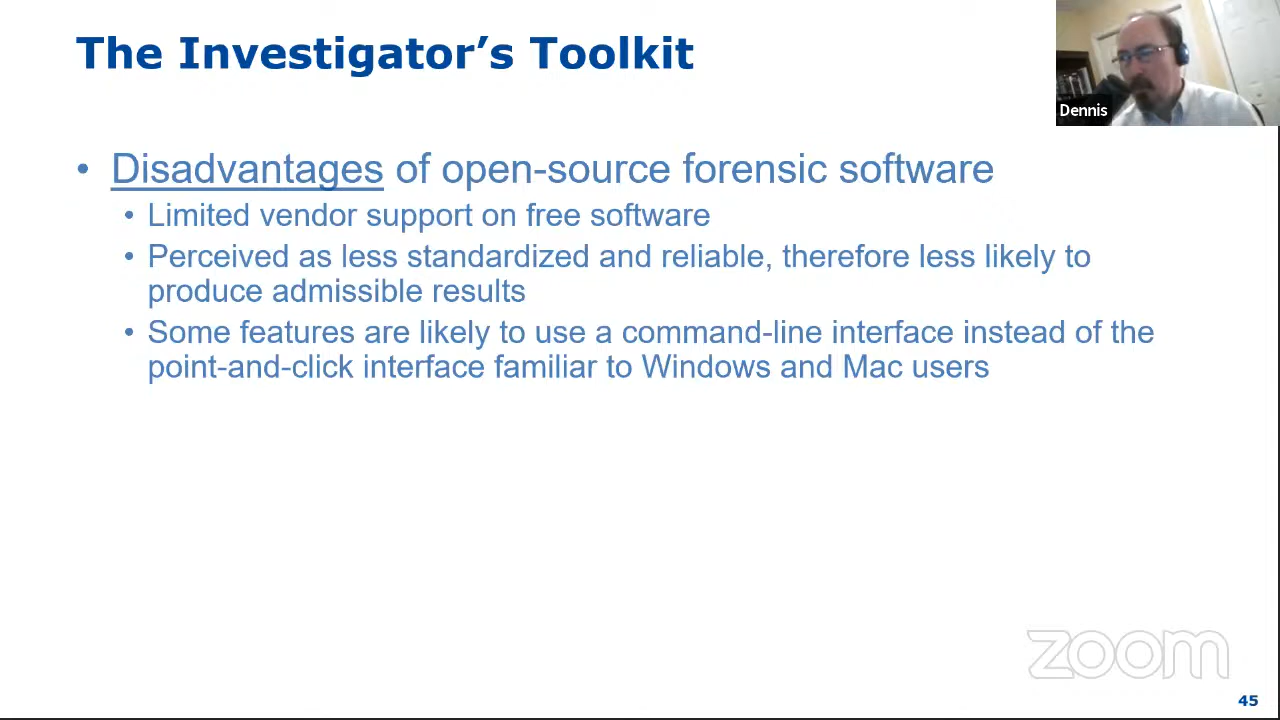 The Investigator's Toolkit
Dennis
• Disadvantages of open-source forensic software
• Limited vendor support on free software
• Perceived as less standardized and reliable, therefore less likely to
produce admissible results
• Some features are likely to use a command-line interface instead of the
point-and-click interface familiar to Windows and Mac users
zoom
45